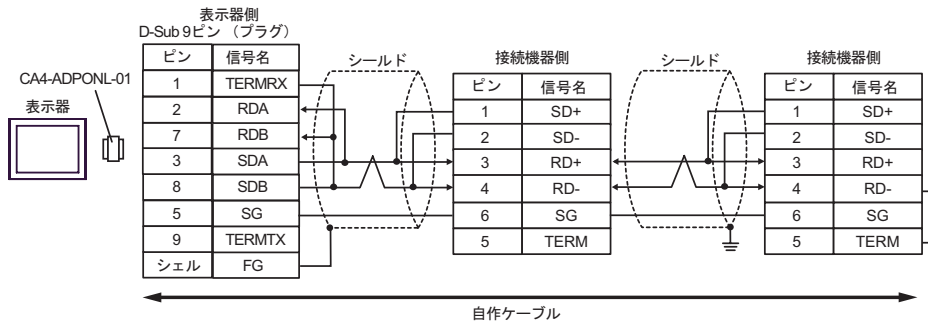 表示器側
D-Sub 9ピン （プラグ）
CA4-ADPONL-01
表示器
ピン 信号名
1 TERMRX
2 RDA
7 RDB
3 SDA
8 SDB
5 SG
9 TERMTX
シェル FG
シールド
接続機器側
ピン 信号名
1 SD+
2 SD-
3 RD+
4 RD-
6 SG
5 TERM
シールド
接続機器側
ピン 信号名
1 SD+
2 SD-
3 RD+
4 RD-
6 SG
5 TERM
自作ケーブル